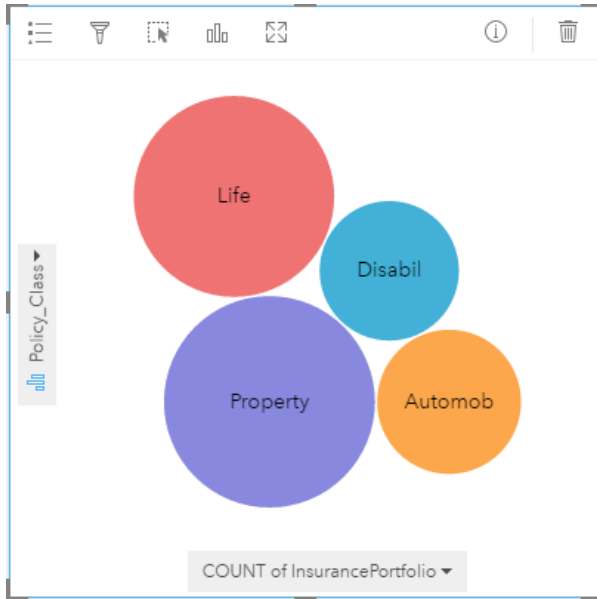 Life
Disabil
Policy_Class
Property
Automob
COUNT of InsurancePortfolio